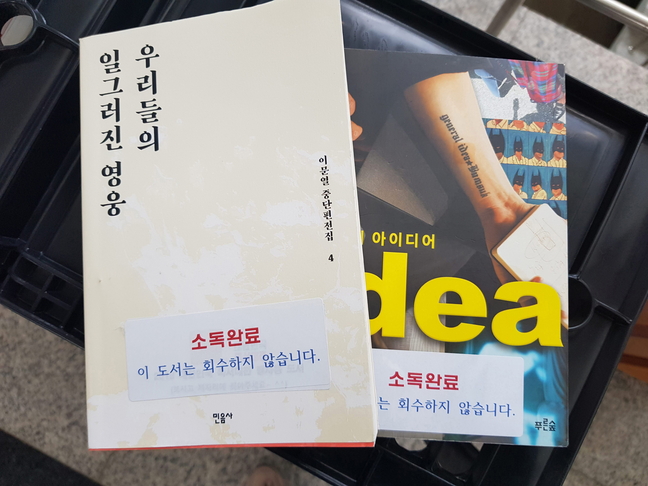 우리들의
일그러진 영웅
이문열 중단편전집 4
소독완료
이 도서는 회수하지 않습니다.
민음사
general idea
아이디어
dea
소독완료
는 회수하지 않습니다.
푸른숲